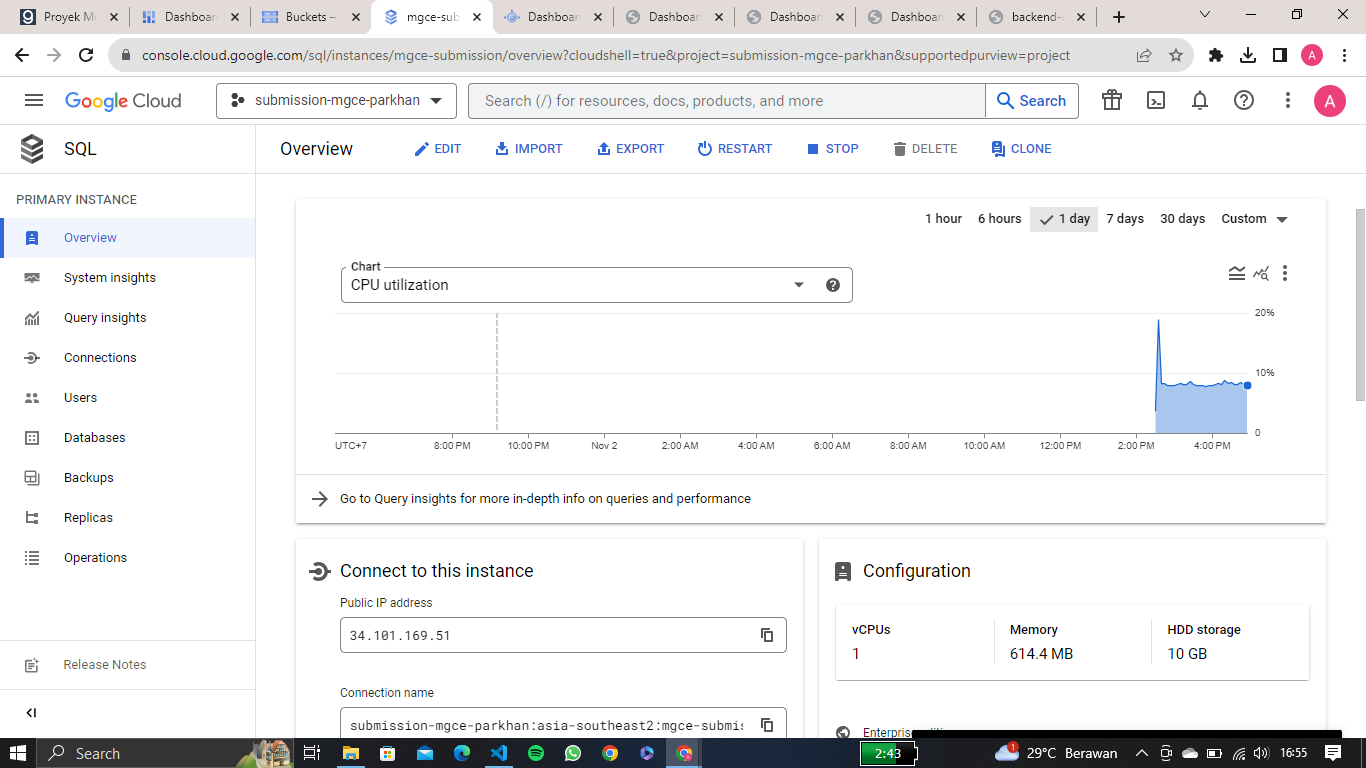 Proyek M
Dashboar
Buckets –
mgce-sub
Dashboar
Dashboar
Dashboar
Dashboar
backend-
console.cloud.google.com/sql/instances/mgce-submission/overview?cloudshell=true&project=submission-mgce-parkhan&supportedpurview=project
A
Google Cloud
submission-mgce-parkhan
Search (/) for resources, docs, products, and more
Search
A
SQL
Overview
EDIT
IMPORT
EXPORT
RESTART
STOP
DELETE
CLONE
PRIMARY INSTANCE
Overview
System insights
Query insights
Connections
Users
Databases
Backups
Replicas
Operations
Release Notes
1 hour
6 hours
1 day
7 days
30 days
Custom
Chart
CPU utilization
20%
10%
0
UTC+7
8:00 PM
10:00 PM
Nov 2
2:00 AM
4:00 AM
6:00 AM
8:00 AM
10:00 AM
12:00 PM
2:00 PM
4:00 PM
Go to Query insights for more in-depth info on queries and performance
Connect to this instance
Public IP address
34.101.169.51
Connection name
submission-mgce-parkhan:asia-southeast2:mgce-submis
Configuration
vCPUs
1
Memory
614.4 MB
HDD storage
10 GB
Search
2:43
1
29°C Berawan
16:55